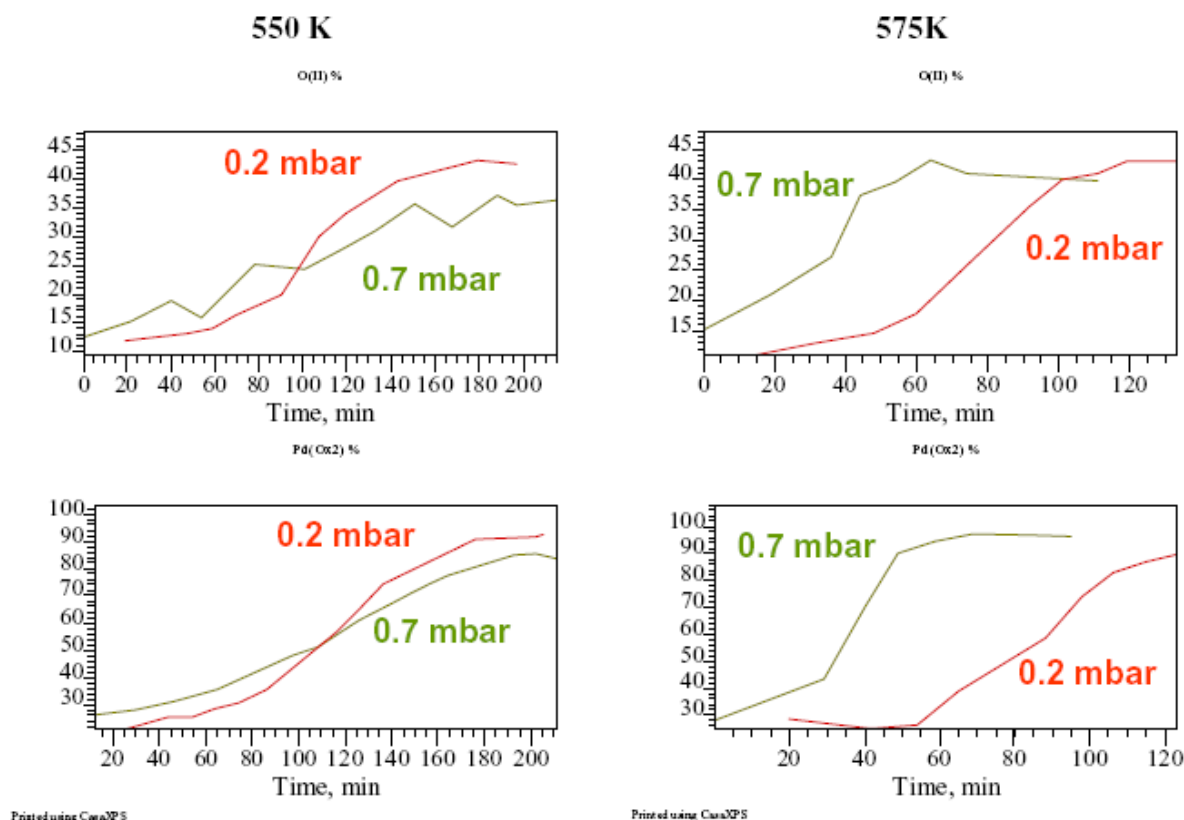 550 K
575K
O(II) %
O(II) %
45
40
35
30
25
20
15
10
0.2 mbar
0.7 mbar
0 20 40 60 80 100 120 140 160 180 200
Time, min
45
40
35
30
25
20
15
0.7 mbar
0.2 mbar
0 20 40 60 80 100 120
Time, min
Pd(Ox2) %
Pd(Ox2) %
100
90
80
70
60
50
40
30
0.2 mbar
0.7 mbar
20 40 60 80 100 120 140 160 180 200
Time, min
100
90
80
70
60
50
40
30
0.7 mbar
0.2 mbar
20 40 60 80 100 120
Time, min
Printed using CasaXPS
Printed using CasaXPS